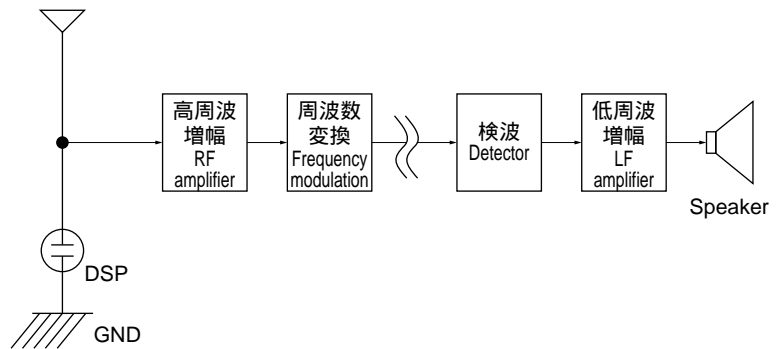 高周波
増幅
RF
amplifier
周波数
変換
Frequency
modulation
検波
Detector
低周波
増幅
LF
amplifier
Speaker
DSP
GND